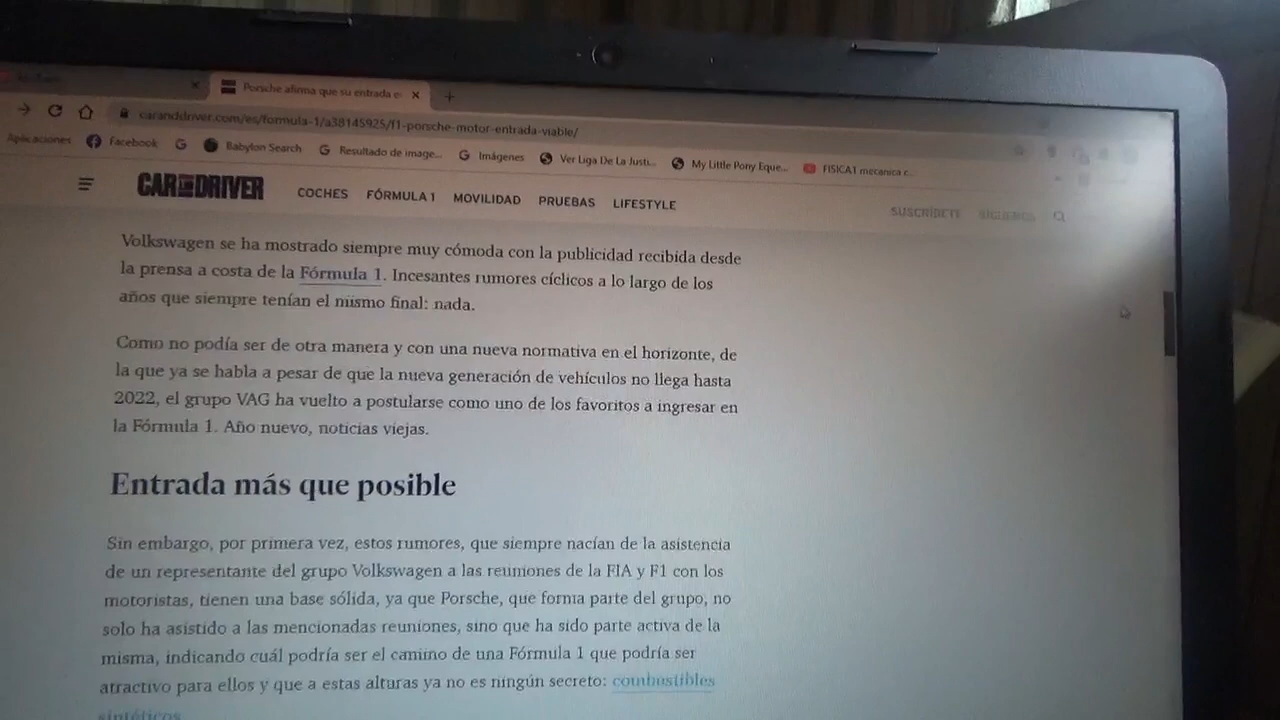 Porsche afirma que su entrada e
caranddriver.com/es/formula-1/a38145925/f1-porsche-motor-entrada-viable/
Aplicaciones Facebook Babylon Search Resultado de image... Imágenes Ver Liga De La Justi... My Little Pony Eque... FISICA1 mecanica c...
CAR AND DRIVER COCHES FÓRMULA 1 MOVILIDAD PRUEBAS LIFESTYLE SUSCRÍBETE SÍGUENOS
Volkswagen se ha mostrado siempre muy cómoda con la publicidad recibida desde
la prensa a costa de la Fórmula 1. Incesantes rumores cíclicos a lo largo de los
años que siempre tenían el mismo final: nada.
Como no podía ser de otra manera y con una nueva normativa en el horizonte, de
la que ya se habla a pesar de que la nueva generación de vehículos no llega hasta
2022, el grupo VAG ha vuelto a postularse como uno de los favoritos a ingresar en
la Fórmula 1. Año nuevo, noticias viejas.
Entrada más que posible
Sin embargo, por primera vez, estos rumores, que siempre nacían de la asistencia
de un representante del grupo Volkswagen a las reuniones de la FIA y F1 con los
motoristas, tienen una base sólida, ya que Porsche, que forma parte del grupo, no
solo ha asistido a las mencionadas reuniones, sino que ha sido parte activa de la
misma, indicando cuál podría ser el camino de una Fórmula 1 que podría ser
atractivo para ellos y que a estas alturas ya no es ningún secreto: combustibles
sintéticos